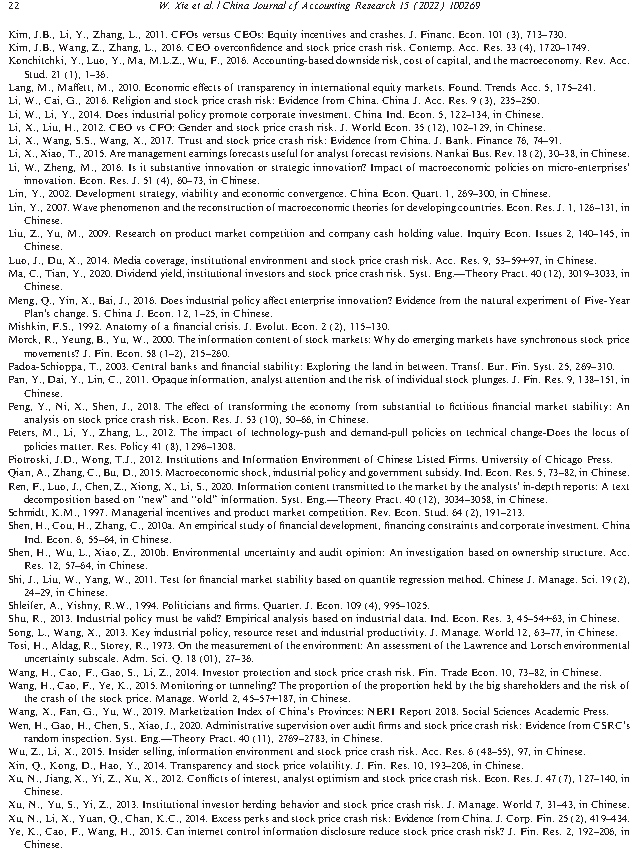 22
W. Xie et al. / China Journal of Accounting Research 15 (2022) 100269
Kim, J.B., Li, Y., Zhang, L., 2011. CFOs versus CEOs: Equity incentives and crashes. J. Financ. Econ. 101 (3), 713–730.
Kim, J.B., Wang, Z., Zhang, L., 2016. CEO overconfidence and stock price crash risk. Contemp. Acc. Res. 33 (4), 1720–1749.
Konchitchki, Y., Luo, Y., Ma, M.L.Z., Wu, F., 2016. Accounting-based downside risk, cost of capital, and the macroeconomy. Rev. Acc.
Stud. 21 (1), 1–36.
Lang, M., Maffett, M., 2010. Economic effects of transparency in international equity markets. Found. Trends Acc. 5, 175–241.
Li, W., Cai, G., 2016. Religion and stock price crash risk: Evidence from China. China J. Acc. Res. 9 (3), 235–250.
Li, W., Li, Y., 2014. Does industrial policy promote corporate investment. China Ind. Econ. 5, 122–134, in Chinese.
Li, X., Liu, H., 2012. CEO vs CFO: Gender and stock price crash risk. J. World Econ. 35 (12), 102–129, in Chinese.
Li, X., Wang, S.S., Wang, X., 2017. Trust and stock price crash risk: Evidence from China. J. Bank. Finance 76, 74–91.
Li, X., Xiao, T., 2015. Are management earnings forecasts useful for analyst forecast revisions. Nankai Bus. Rev. 18 (2), 30–38, in Chinese.
Li, W., Zheng, M., 2016. Is it substantive innovation or strategic innovation? Impact of macroeconomic policies on micro-enterprises'
innovation. Econ. Res. J. 51 (4), 60–73, in Chinese.
Lin, Y., 2002. Development strategy, viability and economic convergence. China Econ. Quart. 1, 269–300, in Chinese.
Lin, Y., 2007. Wave phenomenon and the reconstruction of macroeconomic theories for developing countries. Econ. Res. J. 1, 126–131, in
Chinese.
Liu, Z., Yu, M., 2009. Research on product market competition and company cash holding value. Inquiry Econ. Issues 2, 140–145, in
Chinese.
Luo, J., Du, X., 2014. Media coverage, institutional environment and stock price crash risk. Acc. Res. 9, 53–59+97, in Chinese.
Ma, C., Tian, Y., 2020. Dividend yield, institutional investors and stock price crash risk. Syst. Eng.—Theory Pract. 40 (12), 3019–3033, in
Chinese.
Meng, Q., Yin, X., Bai, J., 2016. Does industrial policy affect enterprise innovation? Evidence from the natural experiment of Five-Year
Plan's change. S. China J. Econ. 12, 1–25, in Chinese.
Mishkin, F.S., 1992. Anatomy of a financial crisis. J. Evolut. Econ. 2 (2), 115–130.
Morck, R., Yeung, B., Yu, W., 2000. The information content of stock markets: Why do emerging markets have synchronous stock price
movements? J. Fin. Econ. 58 (1–2), 215–260.
Padoa-Schioppa, T., 2003. Central banks and financial stability: Exploring the land in between. Transf. Eur. Fin. Syst. 25, 269–310.
Pan, Y., Dai, Y., Lin, C., 2011. Opaque information, analyst attention and the risk of individual stock plunges. J. Fin. Res. 9, 138–151, in
Chinese.
Peng, Y., Ni, X., Shen, J., 2018. The effect of transforming the economy from substantial to fictitious financial market stability: An
analysis on stock price crash risk. Econ. Res. J. 53 (10), 50–66, in Chinese.
Peters, M., Li, Y., Zhang, L., 2012. The impact of technology-push and demand-pull policies on technical change-Does the locus of
policies matter. Res. Policy 41 (8), 1296–1308.
Piotroski, J.D., Wong, T.J., 2012. Institutions and Information Environment of Chinese Listed Firms. University of Chicago Press.
Qian, A., Zhang, C., Bu, D., 2015. Macroeconomic shock, industrial policy and government subsidy. Ind. Econ. Res. 5, 73–82, in Chinese.
Ren, F., Luo, J., Chen, Z., Xiong, X., Li, S., 2020. Information content transmitted to the market by the analysts' in-depth reports: A text
decomposition based on "new" and "old" information. Syst. Eng.—Theory Pract. 40 (12), 3034–3058, in Chinese.
Schmidt, K.M., 1997. Managerial incentives and product market competition. Rev. Econ. Stud. 64 (2), 191–213.
Shen, H., Cou, H., Zhang, C., 2010a. An empirical study of financial development, financing constraints and corporate investment. China
Ind. Econ. 6, 55–64, in Chinese.
Shen, H., Wu, L., Xiao, Z., 2010b. Environmental uncertainty and audit opinion: An investigation based on ownership structure. Acc.
Res. 12, 57–64, in Chinese.
Shi, J., Liu, W., Yang, W., 2011. Test for financial market stability based on quantile regression method. Chinese J. Manage. Sci. 19 (2),
24–29, in Chinese.
Shleifer, A., Vishny, R.W., 1994. Politicians and firms. Quarter. J. Econ. 109 (4), 995–1025.
Shu, R., 2013. Industrial policy must be valid? Empirical analysis based on industrial data. Ind. Econ. Res. 3, 45–54+63, in Chinese.
Song, L., Wang, X., 2013. Key industrial policy, resource reset and industrial productivity. J. Manage. World 12, 63–77, in Chinese.
Tosi, H., Aldag, R., Storey, R., 1973. On the measurement of the environment: An assessment of the Lawrence and Lorsch environmental
uncertainty subscale. Adm. Sci. Q. 18 (01), 27–36.
Wang, H., Cao, F., Gao, S., Li, Z., 2014. Investor protection and stock price crash risk. Fin. Trade Econ. 10, 73–82, in Chinese.
Wang, H., Cao, F., Ye, K., 2015. Monitoring or tunneling? The proportion of the proportion held by the big shareholders and the risk of
the crash of the stock price. Manage. World 2, 45–57+187, in Chinese.
Wang, X., Fan, G., Yu, W., 2019. Marketization Index of China's Provinces: NERI Report 2018. Social Sciences Academic Press.
Wen, H., Gao, H., Chen, S., Xiao, J., 2020. Administrative supervision over audit firms and stock price crash risk: Evidence from CSRC's
random inspection. Syst. Eng.—Theory Pract. 40 (11), 2769–2783, in Chinese.
Wu, Z., Li, X., 2015. Insider selling, information environment and stock price crash risk. Acc. Res. 6 (48–55), 97, in Chinese.
Xin, Q., Kong, D., Hao, Y., 2014. Transparency and stock price volatility. J. Fin. Res. 10, 193–206, in Chinese.
Xu, N., Jiang, X., Yi, Z., Xu, X., 2012. Conflicts of interest, analyst optimism and stock price crash risk. Econ. Res. J. 47 (7), 127–140, in
Chinese.
Xu, N., Yu, S., Yi, Z., 2013. Institutional investor herding behavior and stock price crash risk. J. Manage. World 7, 31–43, in Chinese.
Xu, N., Li, X., Yuan, Q., Chan, K.C., 2014. Excess perks and stock price crash risk: Evidence from China. J. Corp. Fin. 25 (2), 419–434.
Ye, K., Cao, F., Wang, H., 2015. Can internal control information disclosure reduce stock price crash risk? J. Fin. Res. 2, 192–206, in
Chinese.